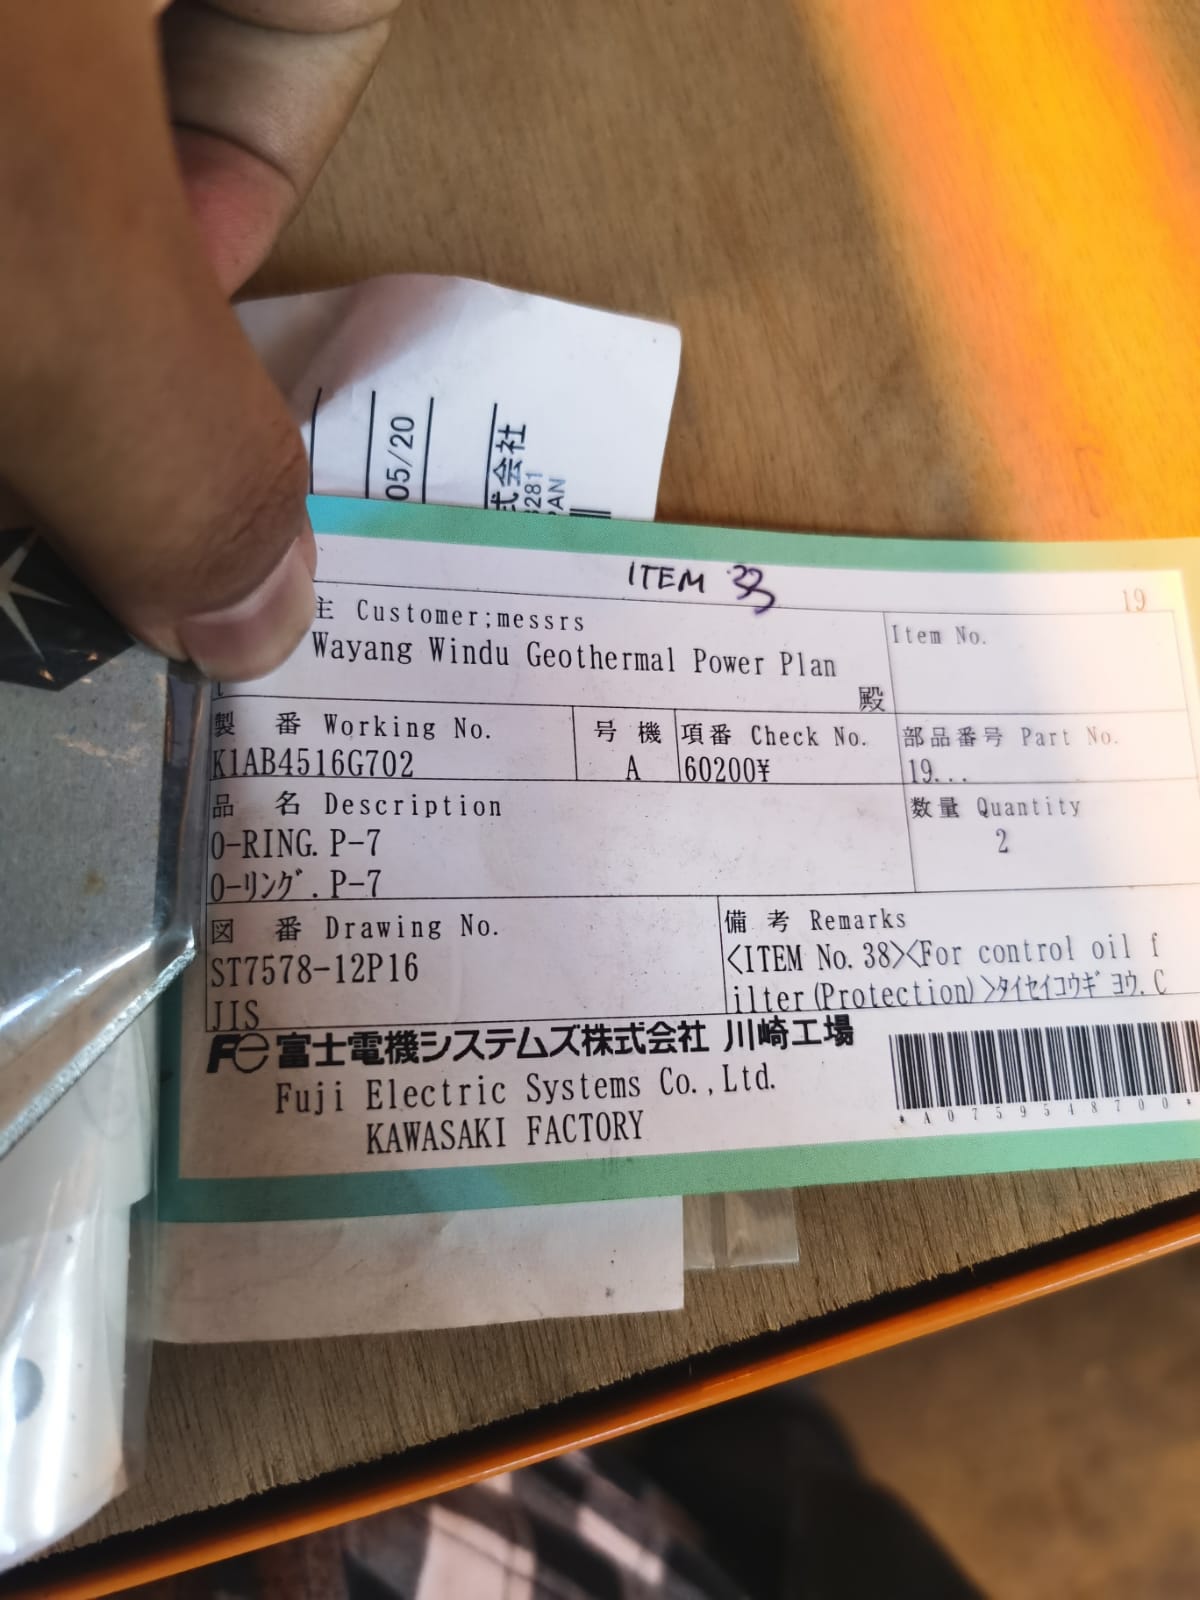 05/20
式会社
281
PAN
ITEM 33
19
主 Customer;messrs
Wayang Windu Geothermal Power Plan
t
殿
Item No.
製 番 Working No.
K1AB4516G702
号 機
A
項番 Check No.
60200¥
部品番号 Part No.
19...
品 名 Description
O-RING. P-7
O-リング. P-7
数量 Quantity
2
図 番 Drawing No.
ST7578-12P16
JIS
備 考 Remarks
<ITEM No. 38><For control oil f
ilter(Protection)>タイセイコウギヨウ. C
Fe 富士電機システムズ株式会社 川崎工場
Fuji Electric Systems Co.,Ltd.
KAWASAKI FACTORY
*A0759548700*